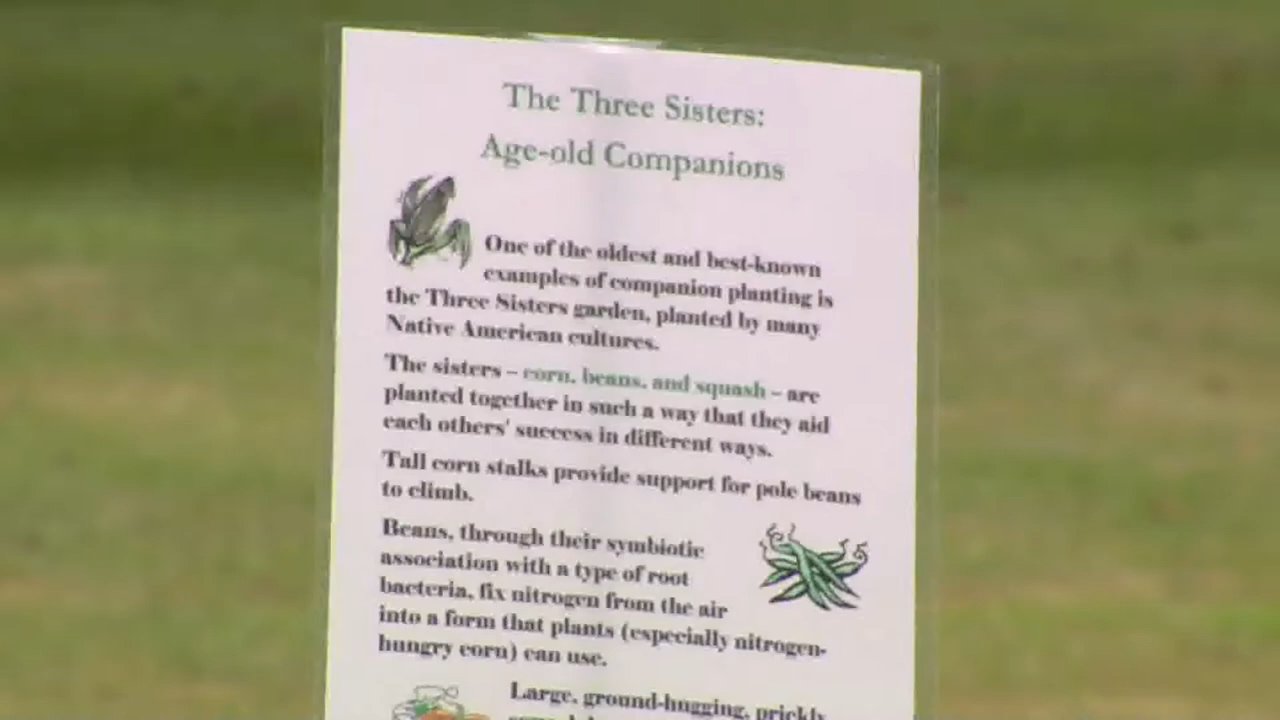 The Three Sisters:
Age-old Companions
One of the oldest and best-known
examples of companion planting is
the Three Sisters garden, planted by many
Native American cultures.
The sisters – corn, beans, and squash – are
planted together in such a way that they aid
each others' success in different ways.
Tall corn stalks provide support for pole beans
to climb.
Beans, through their symbiotic
association with a type of root
bacteria, fix nitrogen from the air
into a form that plants (especially nitrogen-
hungry corn) can use.
Large, ground-hugging, prickly